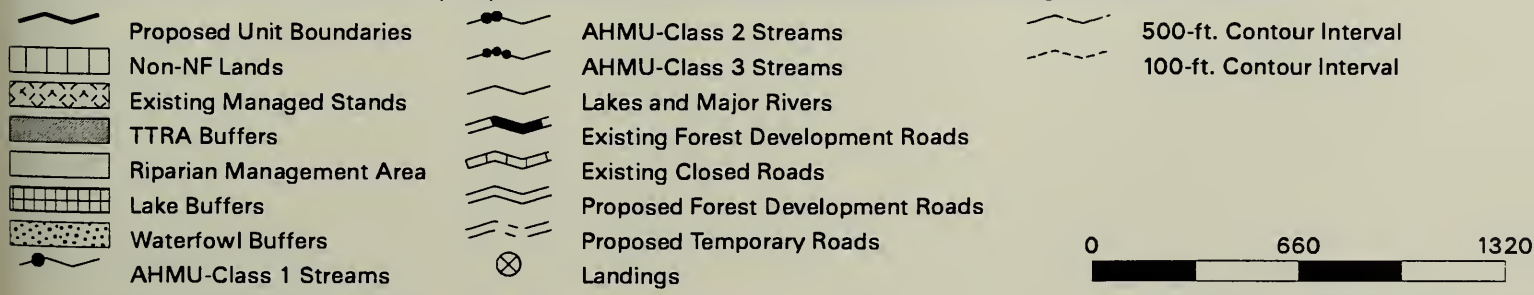 Proposed Unit Boundaries
Non-NF Lands
Existing Managed Stands
TTRA Buffers
Riparian Management Area
Lake Buffers
Waterfowl Buffers
AHMU-Class 1 Streams
AHMU-Class 2 Streams
AHMU-Class 3 Streams
Lakes and Major Rivers
Existing Forest Development Roads
Existing Closed Roads
Proposed Forest Development Roads
Proposed Temporary Roads
Landings
500-ft. Contour Interval
100-ft. Contour Interval
0 660 1320